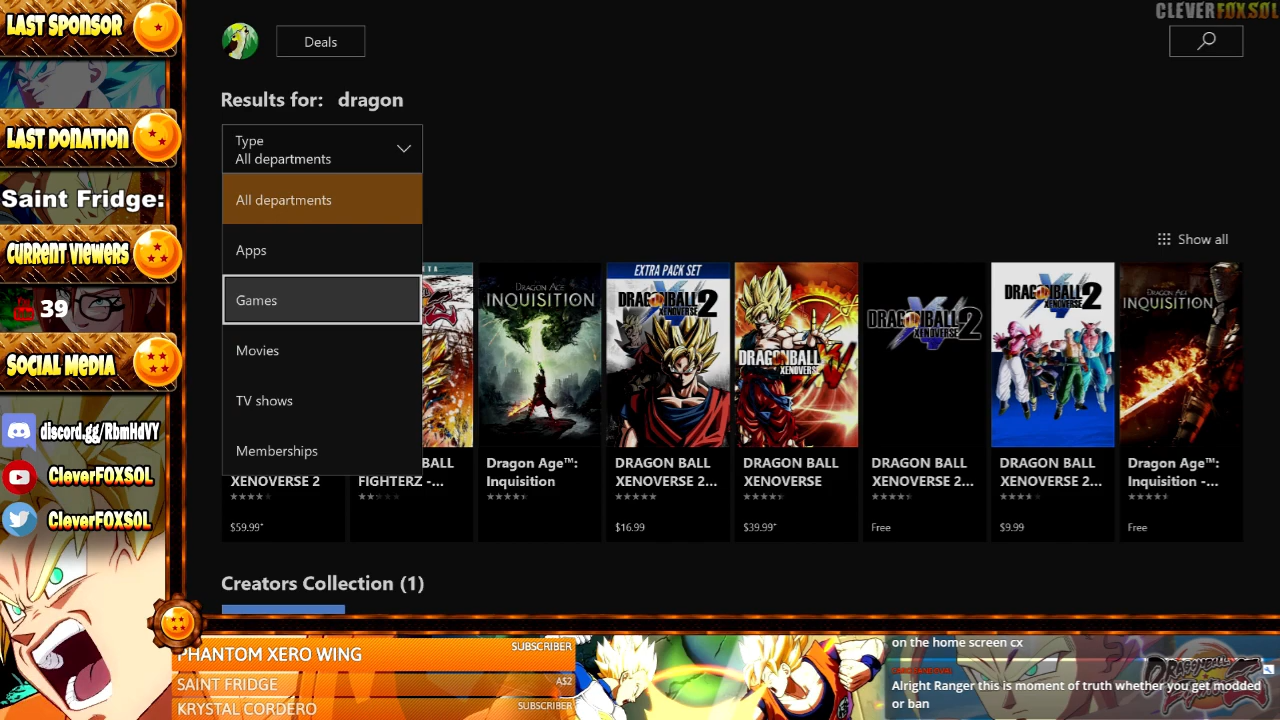 LAST SPONSOR
LAST DONATION
Saint Fridge:
CURRENT VIEWERS
39
SOCIAL MEDIA
discord.gg/RbmHdVY
CleverFOXSOL
CleverFOXSOL
CLEVERFOXSOL
Deals
Results for: dragon
Type
All departments
All departments
Apps
Games
Movies
TV shows
Memberships
Show all
DRAGON AGE
INQUISITION
EXTRA PACK SET
DRAGONBALL
XENOVERSE 2
DRAGONBALL
XENOVERSE
DRAGONBALL
XENOVERSE 2
DRAGONBALL
XENOVERSE 2
DRAGON AGE
INQUISITION
XENOVERSE 2
$59.99*
BALL
FIGHTERZ -...
Dragon Age™:
Inquisition
DRAGON BALL
XENOVERSE 2...
$16.99
DRAGON BALL
XENOVERSE
$39.99*
DRAGON BALL
XENOVERSE 2...
Free
DRAGON BALL
XENOVERSE 2...
$9.99
Dragon Age™:
Inquisition -...
Free
Creators Collection (1)
PHANTOM XERO WING SUBSCRIBER
SAINT FRIDGE A$2
KRYSTAL CORDERO SUBSCRIBER
on the home screen cx
Alright Ranger this is moment of truth whether you get modded
or ban
DRAGONBALL